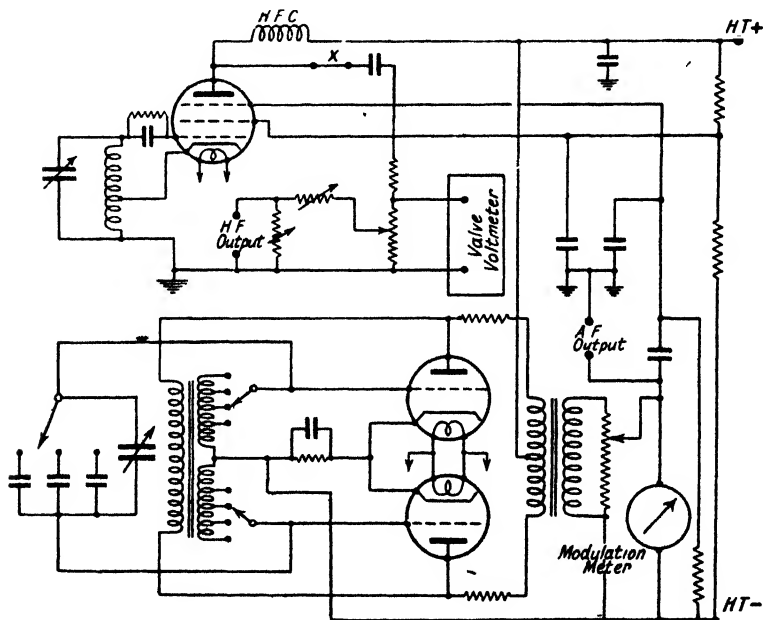 HFC
HT+
X
HF
Output
Valve
Voltmeter
AF
Output
Modulation
Meter
HT-